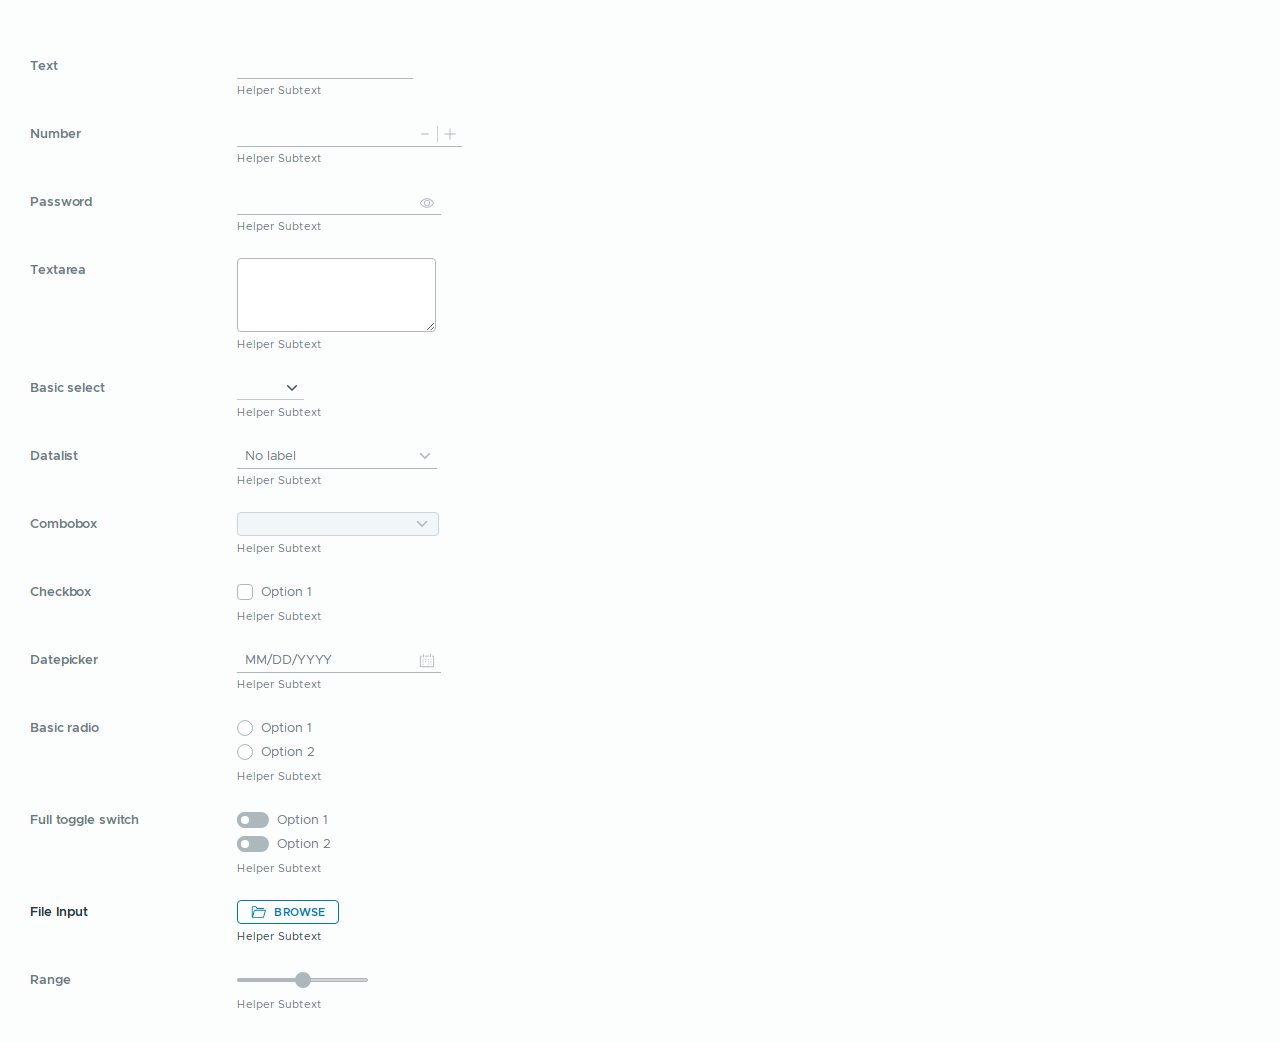 Text
Helper Subtext
Number
Helper Subtext
Password
Helper Subtext
Textarea
Helper Subtext
Basic select
Helper Subtext
Datalist No label
Helper Subtext
Combobox
Helper Subtext
Checkbox Option 1
Helper Subtext
Datepicker MM/DD/YYYY
Helper Subtext
Basic radio Option 1
Option 2
Helper Subtext
Full toggle switch Option 1
Option 2
Helper Subtext
File Input BROWSE
Helper Subtext
Range
Helper Subtext